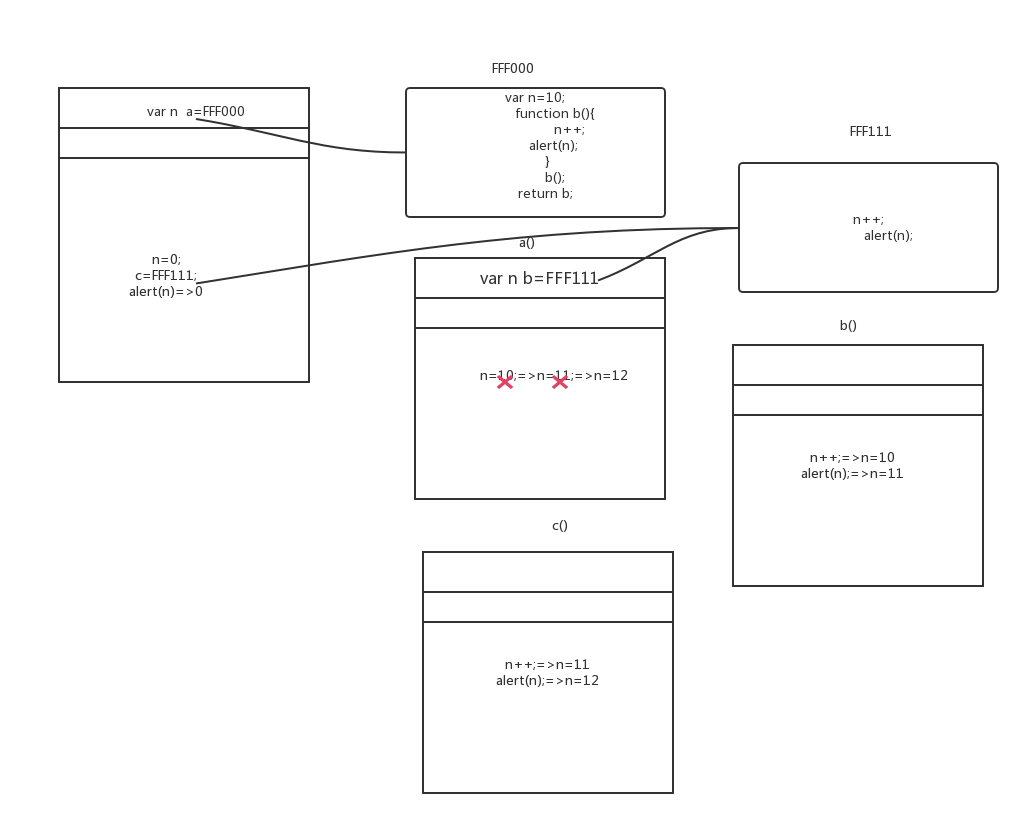 FFF000
var n a=FFF000
var n=10;
function b(){
n++;
alert(n);
}
b();
return b;
FFF111
n++;
alert(n);
n=0;
c=FFF111;
alert(n)=>0
a()
var n b=FFF111
n=10;=>n=11;=>n=12
b()
n++;=>n=10
alert(n);=>n=11
c()
n++;=>n=11
alert(n);=>n=12